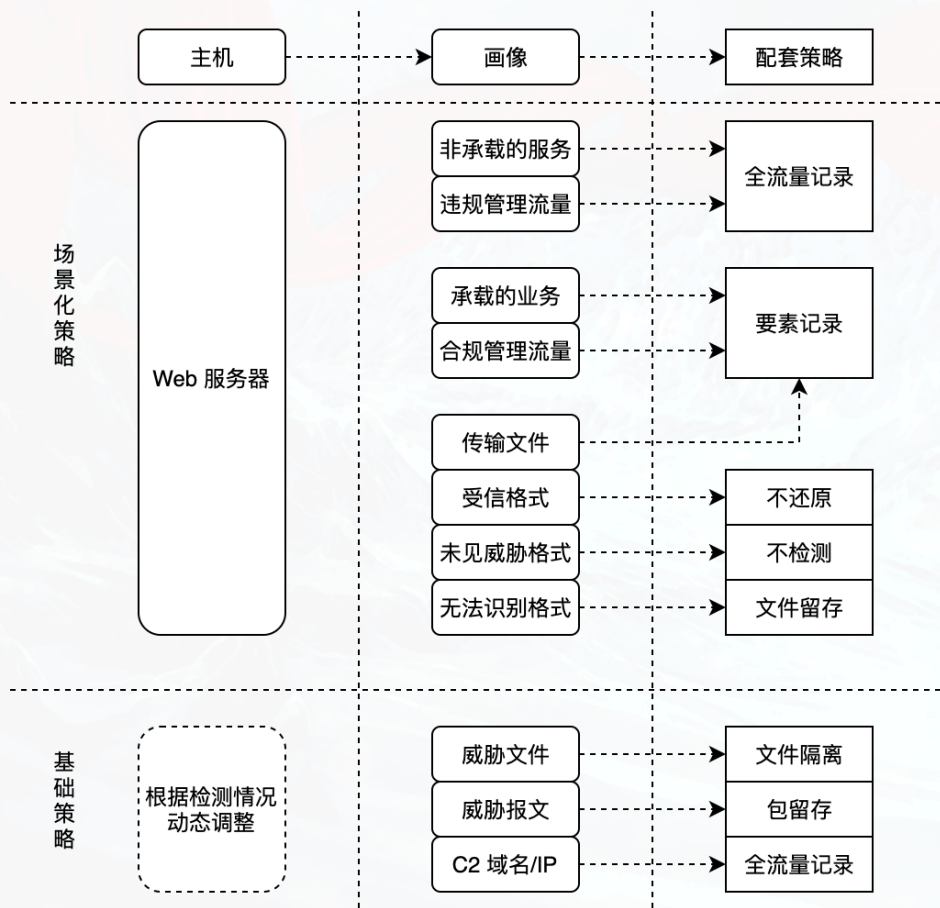 主机
画像
配套策略
场景化策略
Web 服务器
非承载的服务
违规管理流量
全流量记录
承载的业务
合规管理流量
要素记录
传输文件
受信格式
不还原
未见威胁格式
不检测
无法识别格式
文件留存
基础策略
根据检测情况
动态调整
威胁文件
文件隔离
威胁报文
包留存
C2 域名/IP
全流量记录